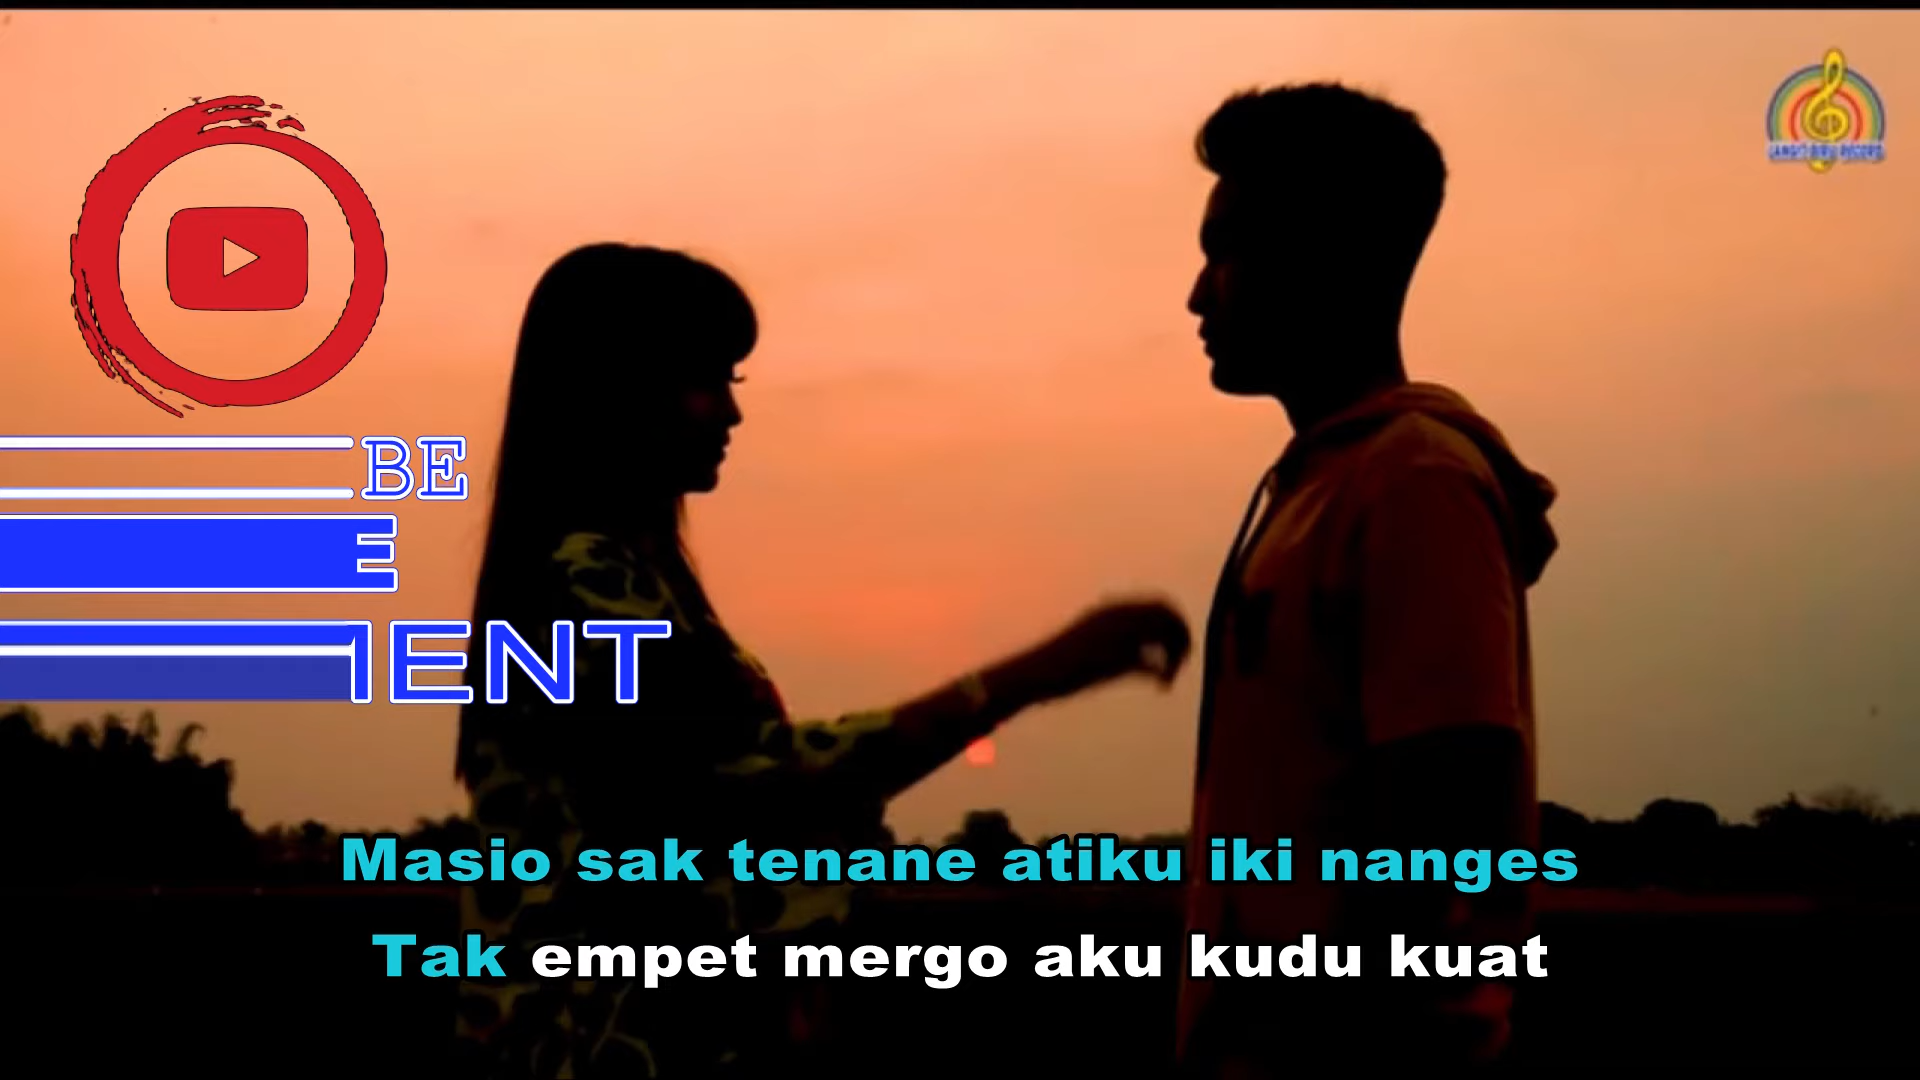 BE
E
ENT
Masio sak tenane atiku iki nanges
Tak empet mergo aku kudu kuat